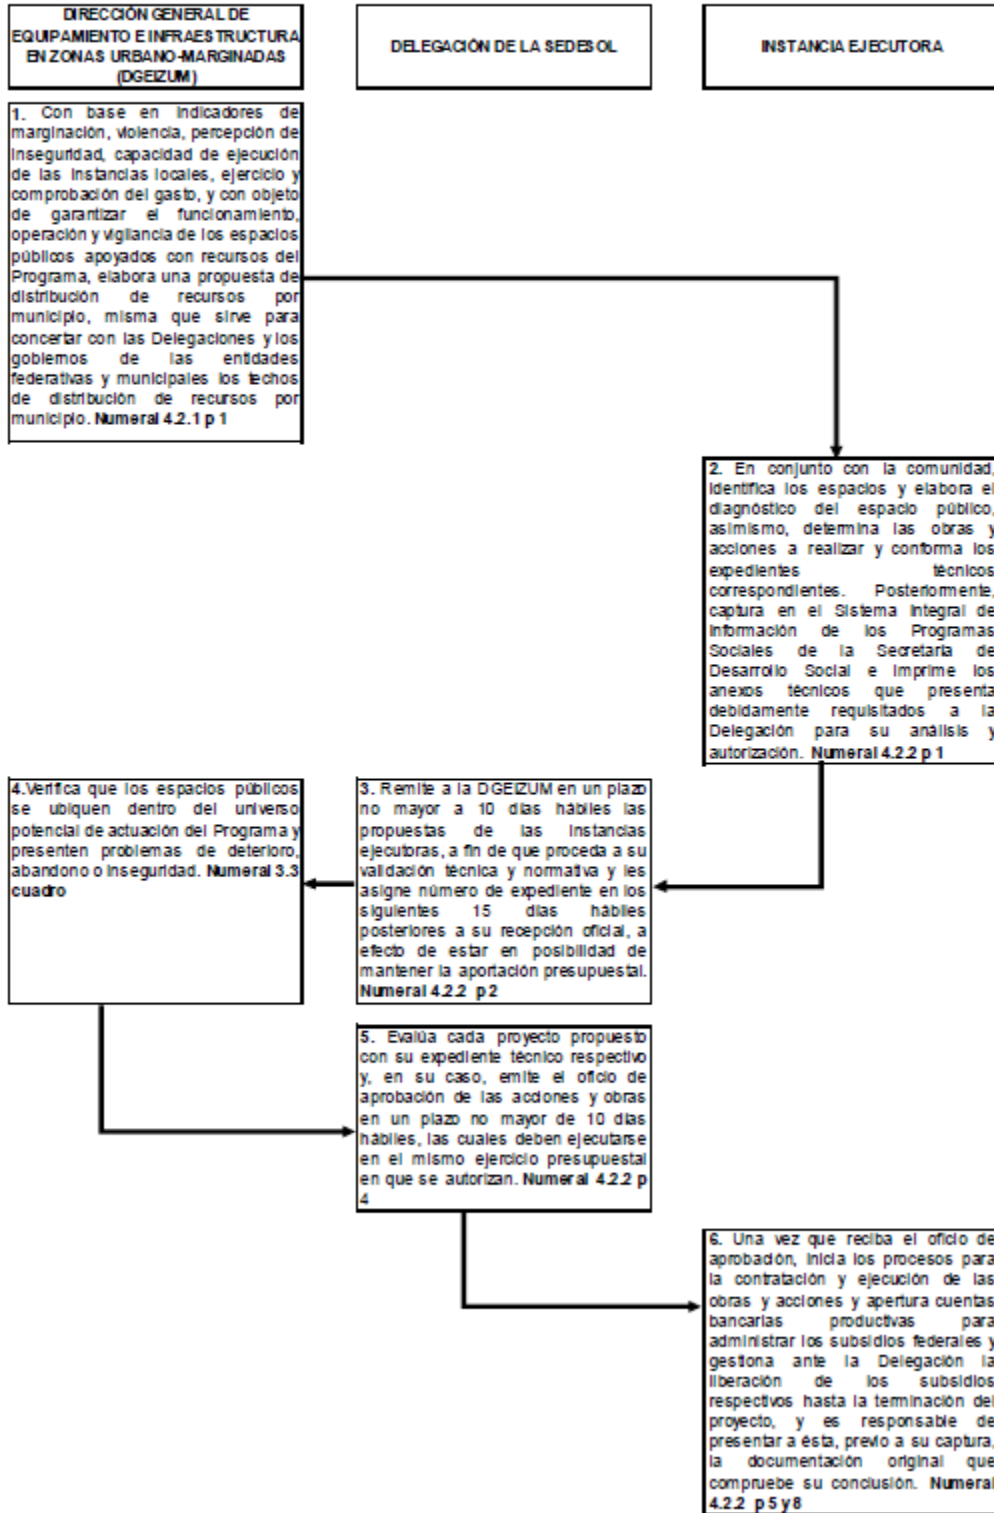 DIRECCIÓN GENERAL DE
EQUIPAMIENTO E INFRAESTRUCTURA
EN ZONAS URBANO-MARGINADAS
(DGEIZUM)
DELEGACIÓN DE LA SEDESOL
INSTANCIA EJECUTORA
1. Con base en indicadores de
marginación, violencia, percepción de
inseguridad, capacidad de ejecución
de las instancias locales, ejercicio y
comprobación del gasto, y con objeto
de garantizar el funcionamiento,
operación y vigilancia de los espacios
públicos apoyados con recursos del
Programa, elabora una propuesta de
distribución de recursos por
municipio, misma que sirve para
concertar con las Delegaciones y los
gobiernos de las entidades
federativas y municipales los techos
de distribución de recursos por
municipio. Numeral 4.2.1 p 1
2. En conjunto con la comunidad,
identifica los espacios y elabora el
diagnóstico del espacio público,
asimismo, determina las obras y
acciones a realizar y conforma los
expedientes técnicos
correspondientes. Posteriormente,
captura en el Sistema Integral de
Información de los Programas
Sociales de la Secretaría de
Desarrollo Social e imprime los
anexos técnicos que presenta
debidamente requisitados a la
Delegación para su análisis y
autorización. Numeral 4.2.2 p 1
3. Remite a la DGEIZUM en un plazo
no mayor a 10 días hábiles las
propuestas de las instancias
ejecutoras, a fin de que proceda a su
validación técnica y normativa y les
asigne número de expediente en los
siguientes 15 días hábiles
posteriores a su recepción oficial, a
efecto de estar en posibilidad de
mantener la aportación presupuestal.
Numeral 4.2.2 p 2
4.Verifica que los espacios públicos
se ubiquen dentro del universo
potencial de actuación del Programa y
presenten problemas de deterioro,
abandono o inseguridad. Numeral 3.3
cuadro
5. Evalúa cada proyecto propuesto
con su expediente técnico respectivo
y, en su caso, emite el oficio de
aprobación de las acciones y obras
en un plazo no mayor de 10 días
hábiles, las cuales deben ejecutarse
en el mismo ejercicio presupuestal
en que se autorizan. Numeral 4.2.2 p
4
6. Una vez que reciba el oficio de
aprobación, inicia los procesos para
la contratación y ejecución de las
obras y acciones y apertura cuentas
bancarias productivas para
administrar los subsidios federales y
gestiona ante la Delegación la
liberación de los subsidios
respectivos hasta la terminación del
proyecto, y es responsable de
presentar a ésta, previo a su captura,
la documentación original que
compruebe su conclusión. Numeral
4.2.2 p 5 y 8